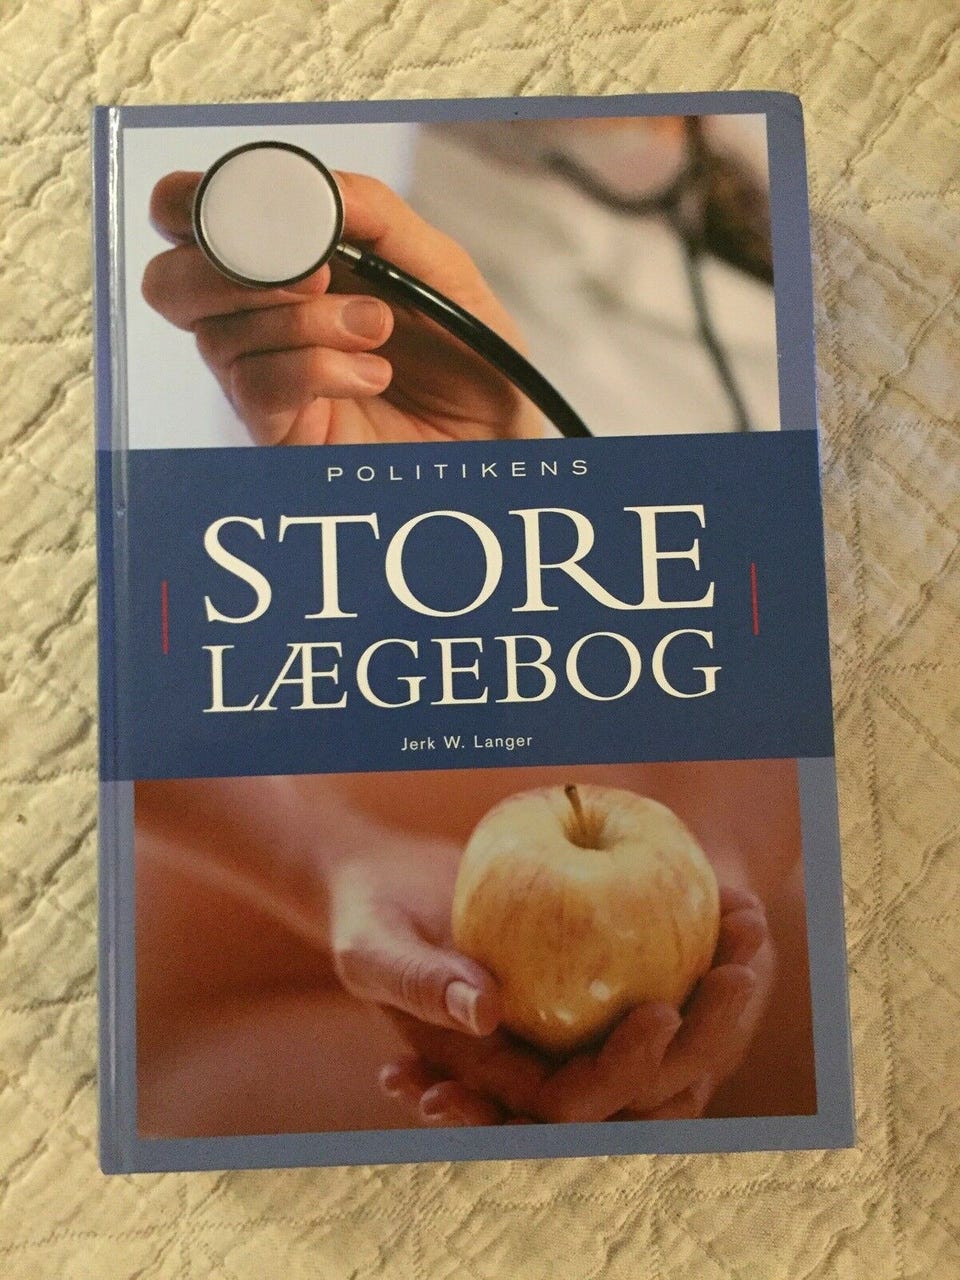 POLITIKENS
STORE
LÆGEBOG
Jerk W. Langer